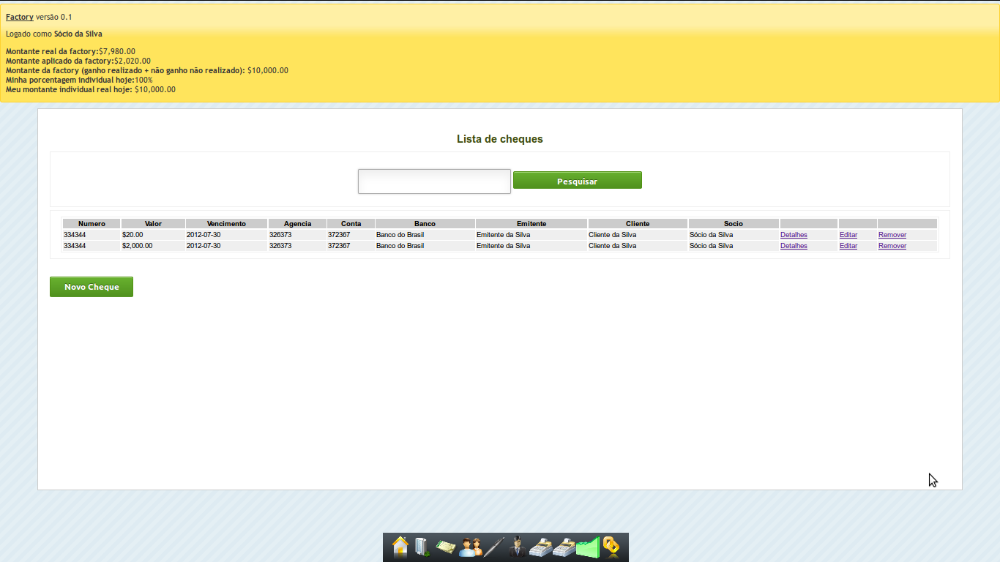 Factory versão 0.1
Logado como Sócio da Silva
Montante real da factory:$7,980.00
Montante aplicado da factory:$2,020.00
Montante da factory (ganho realizado + não ganho não realizado): $10,000.00
Minha porcentagem individual hoje:100%
Meu montante individual real hoje: $10,000.00
Lista de cheques
Pesquisar
Numero Valor Vencimento Agencia Conta Banco Emitente Cliente Socio
334344 $20.00 2012-07-30 326373 372367 Banco do Brasil Emitente da Silva Cliente da Silva Sócio da Silva Detalhes Editar Remover
334344 $2,000.00 2012-07-30 326373 372367 Banco do Brasil Emitente da Silva Cliente da Silva Sócio da Silva Detalhes Editar Remover
Novo Cheque